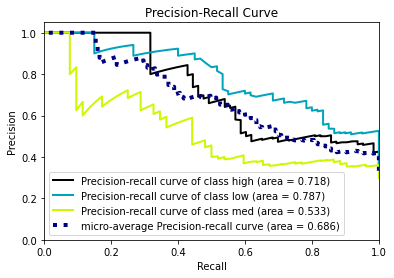 Precision-Recall Curve
Precision
1.0
0.8
0.6
0.4
0.2
0.0
Precision-recall curve of class high (area = 0.718)
Precision-recall curve of class low (area = 0.787)
Precision-recall curve of class med (area = 0.533)
micro-average Precision-recall curve (area = 0.686)
0.0 0.2 0.4 0.6 0.8 1.0
Recall